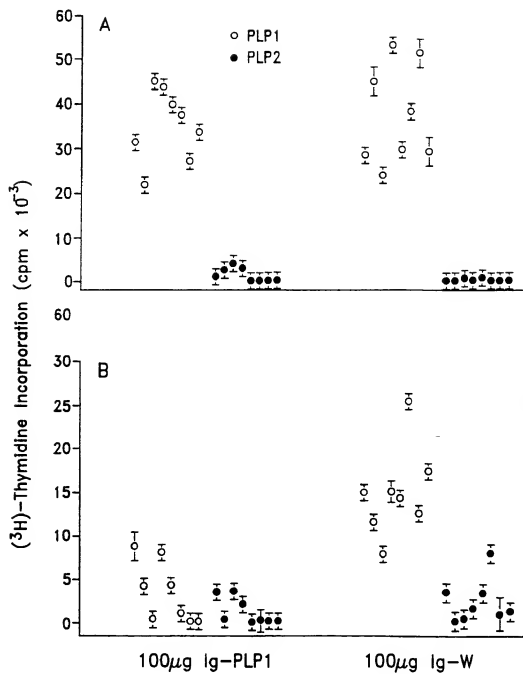 A
○ PLP1
● PLP2
60
50
40
30
20
10
0
60
B
30
25
20
15
10
5
0
(³H)-Thymidine Incorporation (cpm x 10⁻³)
100μg Ig-PLP1
100μg Ig-W